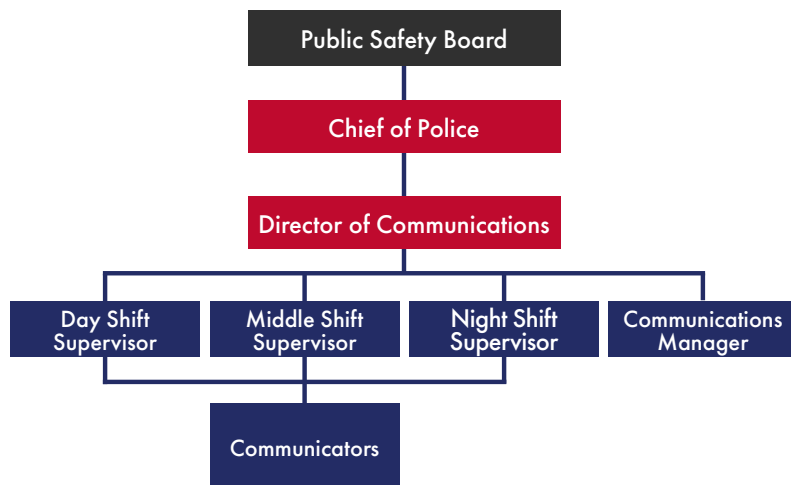 Public Safety Board
Chief of Police
Director of Communications
Day Shift
Supervisor
Middle Shift
Supervisor
Night Shift
Supervisor
Communications
Manager
Communicators